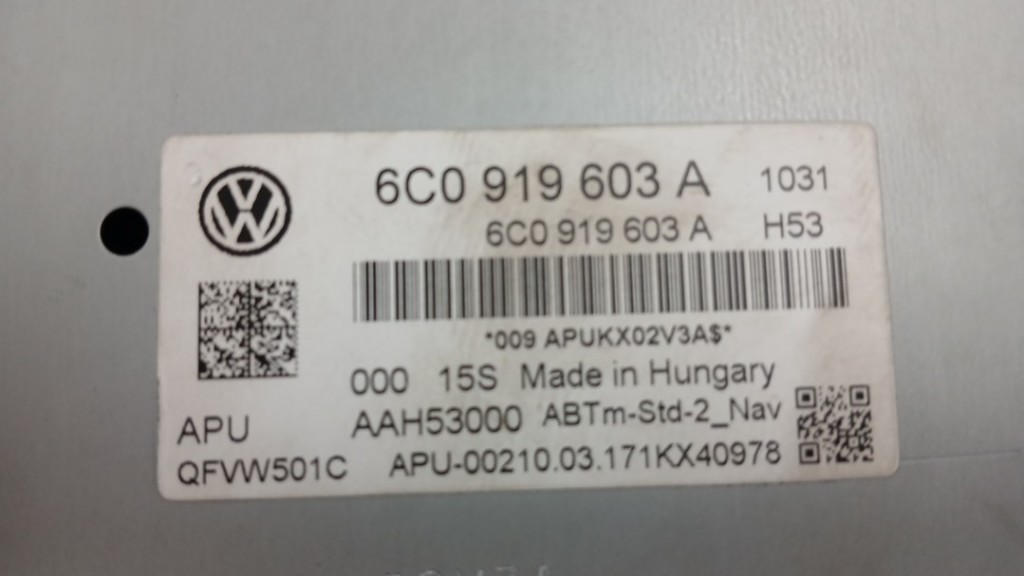 6C0 919 603 A 1031
6C0 919 603 A H53
*009 APUKX02V3A$*
000 15S Made in Hungary
APU AAH53000 ABTm-Std-2_Nav
QFVW501C APU-00210.03.171KX40978